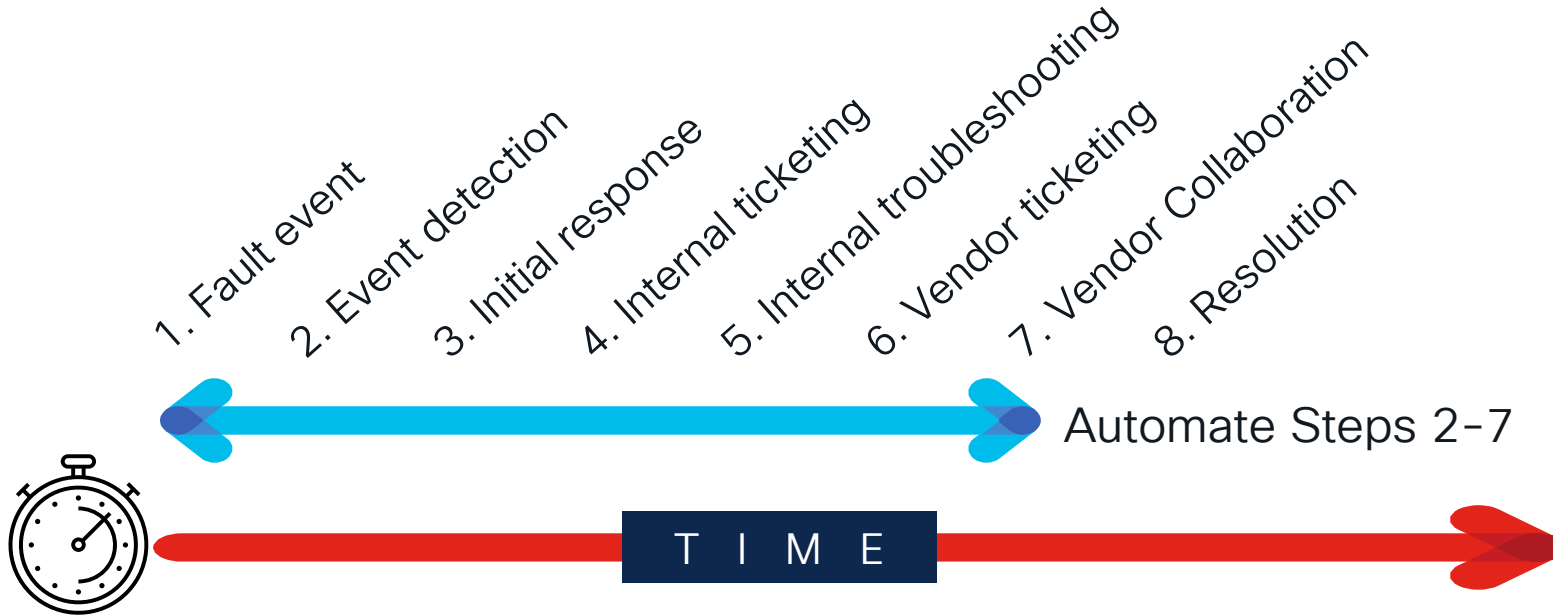 1. Fault event
2. Event detection
3. Initial response
4. Internal ticketing
5. Internal troubleshooting
6. Vendor ticketing
7. Vendor Collaboration
8. Resolution
Automate Steps 2-7
TIME